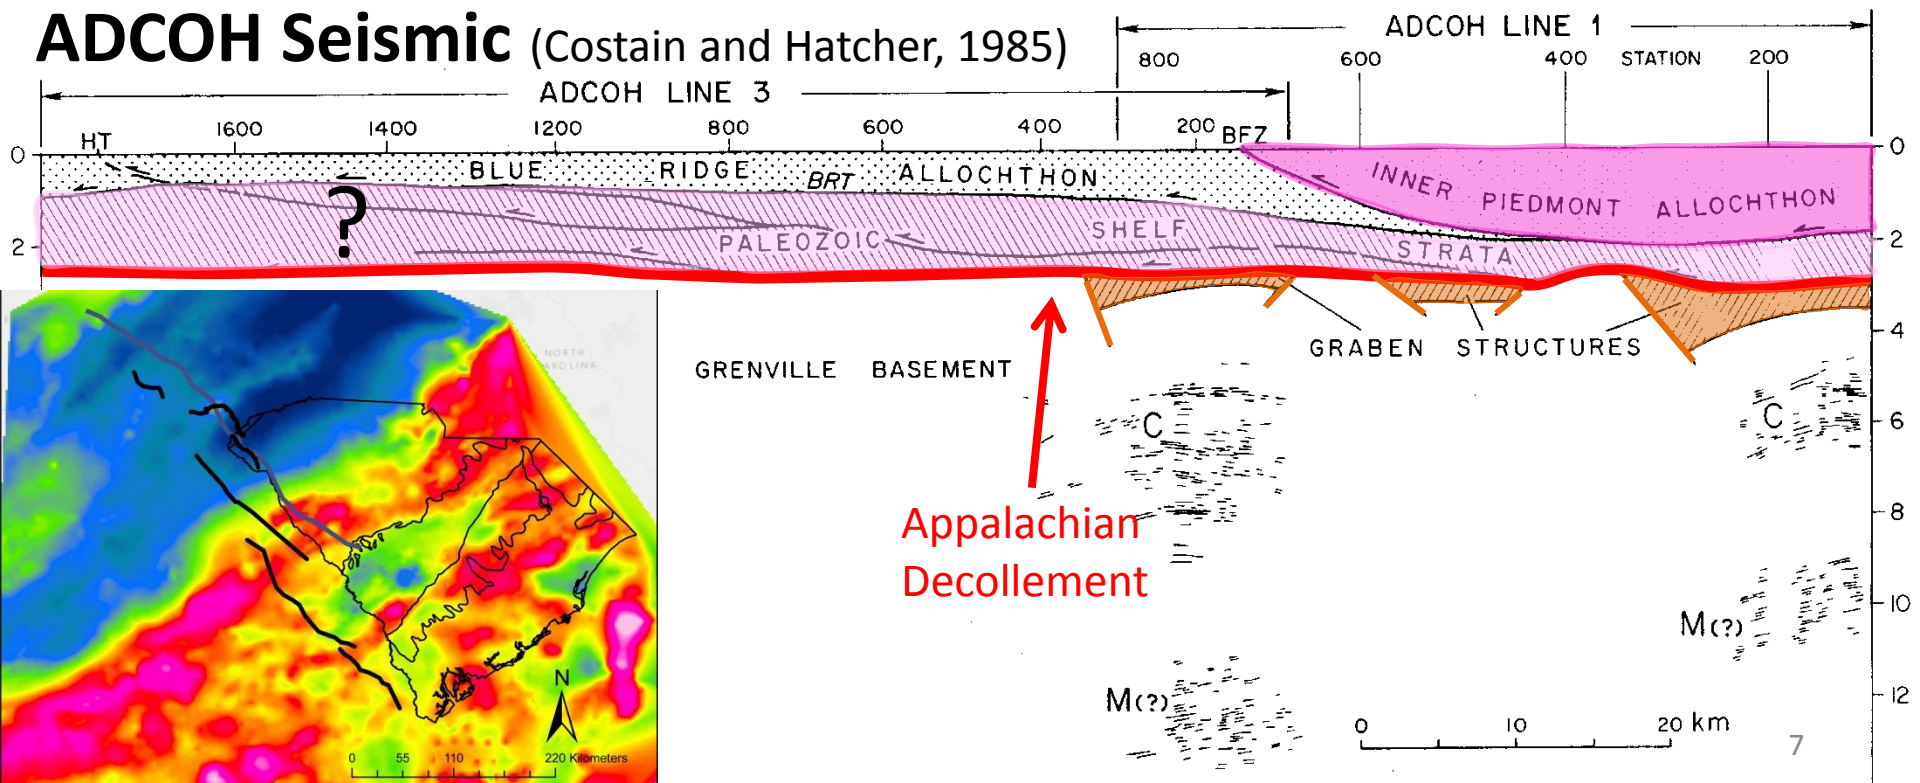 ADCOH Seismic (Costain and Hatcher, 1985)
ADCOH LINE 1
800 600 400 STATION 200
ADCOH LINE 3
HT 1600 1400 1200 800 600 400 200 BFZ
0 0
BLUE RIDGE BRT ALLOCHTHON
INNER PIEDMONT ALLOCHTHON
?
PALEOZOIC SHELF STRATA
2 2
GRABEN STRUCTURES
4
GRENVILLE BASEMENT
C C
6
Appalachian
Decollement
8
10
M(?)
M(?)
12
0 10 20 km
7
NORTH
N
0 55 110 220 Kilometers